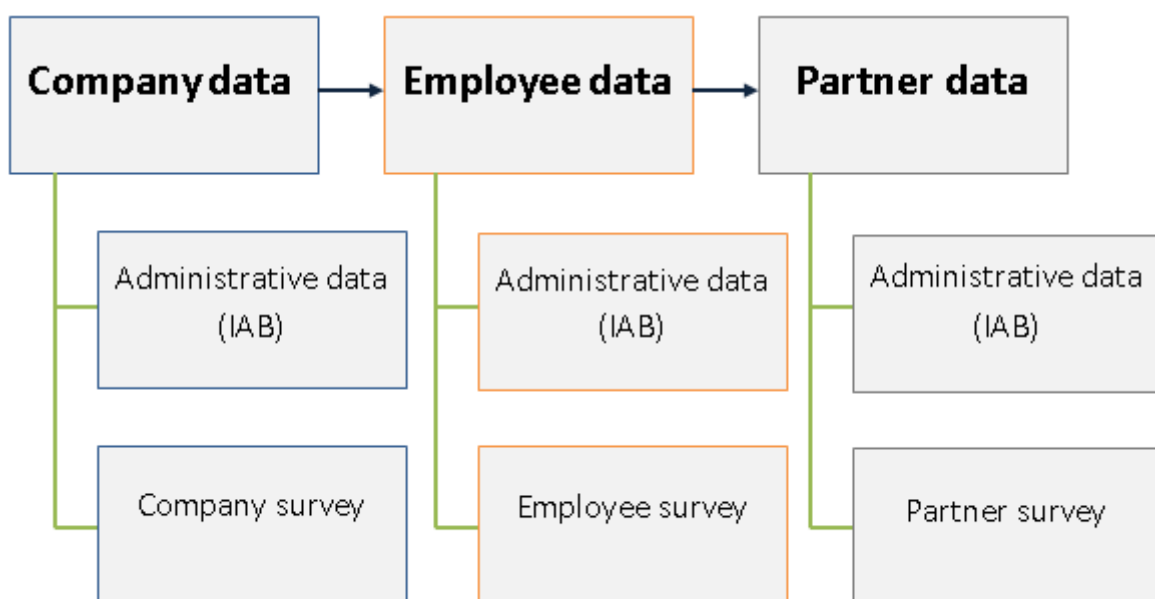 Company data
Employee data
Partner data
Administrative data
(IAB)
Administrative data
(IAB)
Administrative data
(IAB)
Company survey
Employee survey
Partner survey